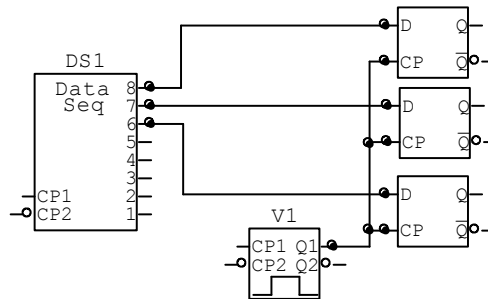 DS1
Data
Seq
8
7
6
5
4
3
2
1
CP1
CP2
V1
CP1 Q1
CP2 Q2
D Q
CP Q̅
D Q
CP Q̅
D Q
CP Q̅